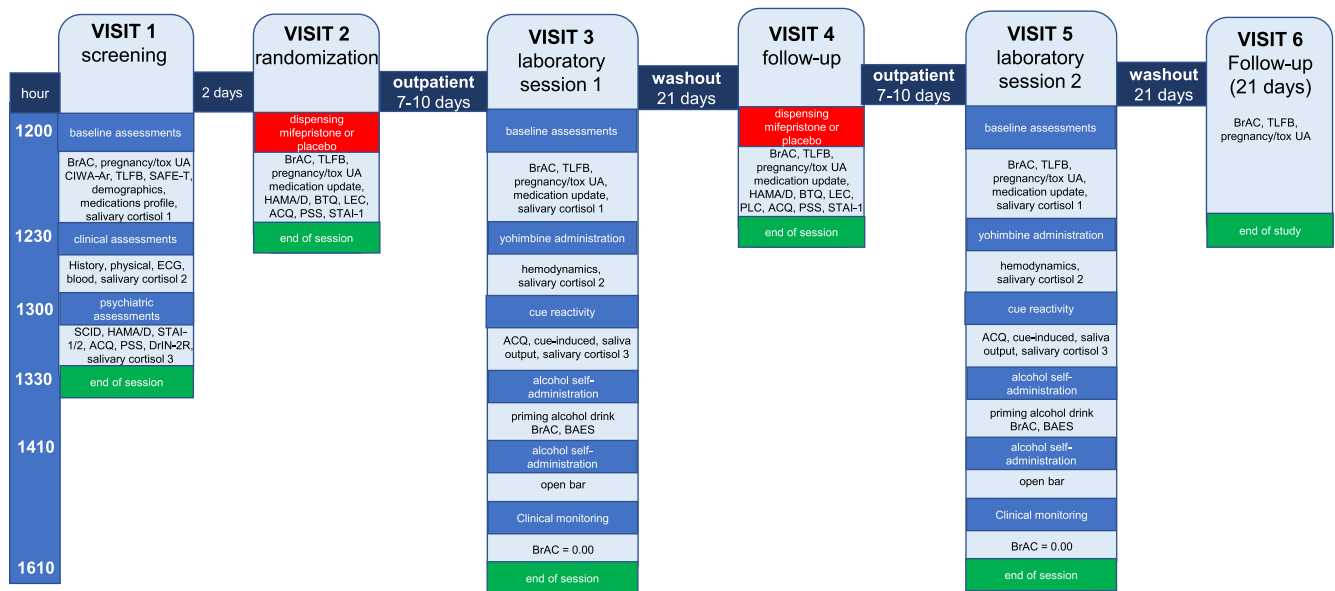 hour
1200
1230
1300
1330
1410
1610
VISIT 1
screening
baseline assessments
BrAC, pregnancy/tox UA
CIWA-Ar, TLFB, SAFE-T,
demographics,
medications profile,
salivary cortisol 1
clinical assessments
History, physical, ECG,
blood, salivary cortisol 2
psychiatric
assessments
SCID, HAMA/D, STAI-
1/2, ACQ, PSS, DrIN-2R,
salivary cortisol 3
end of session
2 days
VISIT 2
randomization
dispensing
mifepristone or
placebo
BrAC, TLFB,
pregnancy/tox UA
medication update,
HAMA/D, BTQ, LEC,
ACQ, PSS, STAI-1
end of session
outpatient
7-10 days
VISIT 3
laboratory
session 1
baseline assessments
BrAC, TLFB,
pregnancy/tox UA,
medication update,
salivary cortisol 1
yohimbine administration
hemodynamics,
salivary cortisol 2
cue reactivity
ACQ, cue-induced, saliva
output, salivary cortisol 3
alcohol self-
administration
priming alcohol drink
BrAC, BAES
alcohol self-
administration
open bar
Clinical monitoring
BrAC = 0.00
end of session
washout
21 days
VISIT 4
follow-up
dispensing
mifepristone or
placebo
BrAC, TLFB,
pregnancy/tox UA
medication update,
HAMA/D, BTQ, LEC,
PLC, ACQ, PSS, STAI-1
end of session
outpatient
7-10 days
VISIT 5
laboratory
session 2
baseline assessments
BrAC, TLFB,
pregnancy/tox UA,
medication update,
salivary cortisol 1
yohimbine administration
hemodynamics,
salivary cortisol 2
cue reactivity
ACQ, cue-induced, saliva
output, salivary cortisol 3
alcohol self-
administration
priming alcohol drink
BrAC, BAES
alcohol self-
administration
open bar
Clinical monitoring
BrAC = 0.00
end of session
washout
21 days
VISIT 6
Follow-up
(21 days)
BrAC, TLFB,
pregnancy/tox UA
end of study